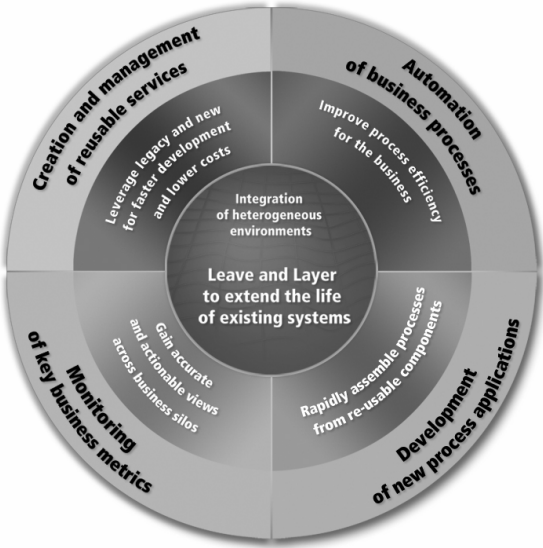 Creation and management
of reusable services
Automation
of business processes
Leverage legacy and new
for faster development
and lower costs
Improve process efficiency
for the business
Integration
of heterogeneous
environments
Leave and Layer
to extend the life
of existing systems
Gain accurate
and actionable views
across business silos
Rapidly assemble processes
from re-usable components
Monitoring
of key business metrics
Development
of new process applications